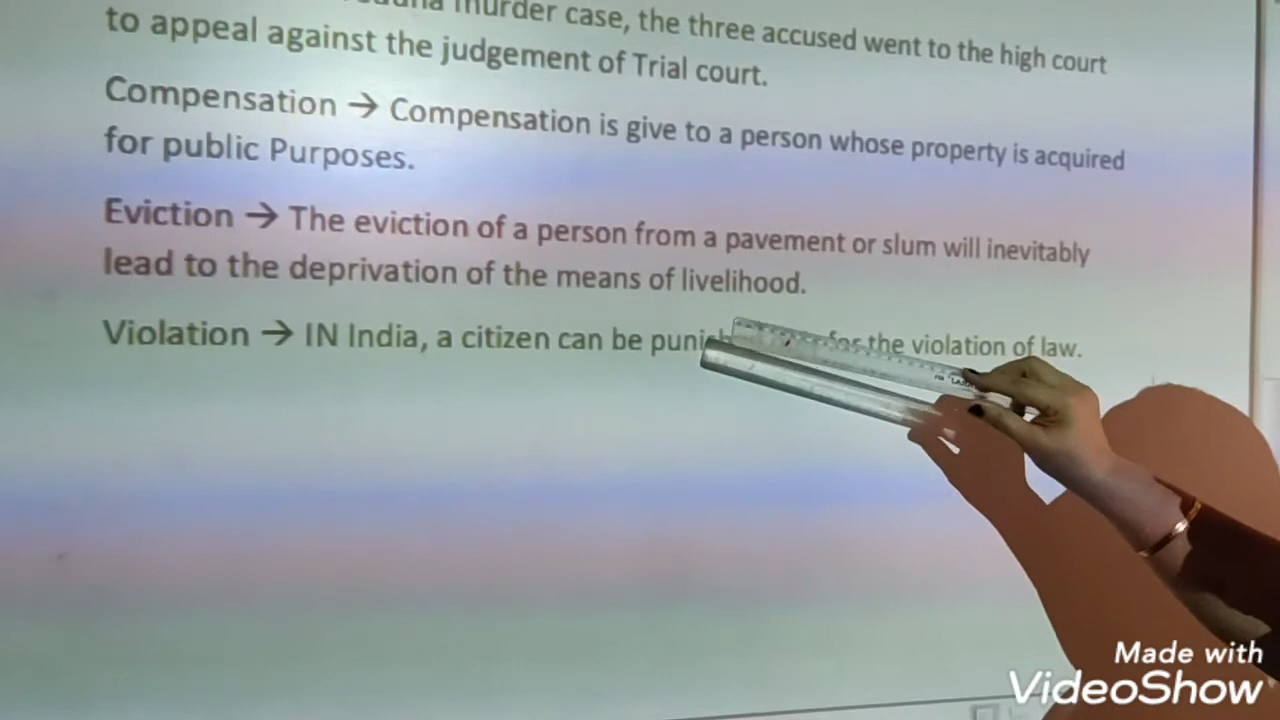 murder case, the three accused went to the high court
to appeal against the judgement of Trial court.
Compensation → Compensation is give to a person whose property is acquired
for public Purposes.
Eviction → The eviction of a person from a pavement or slum will inevitably
lead to the deprivation of the means of livelihood.
Violation → IN India, a citizen can be for the violation of law.
Made with
VideoShow